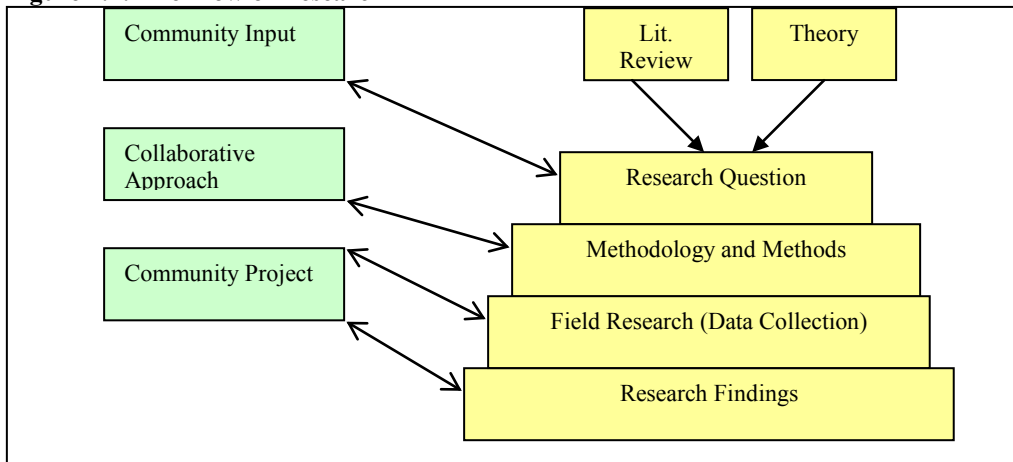 Community Input
Lit.
Review
Theory
Collaborative
Approach
Research Question
Methodology and Methods
Community Project
Field Research (Data Collection)
Research Findings